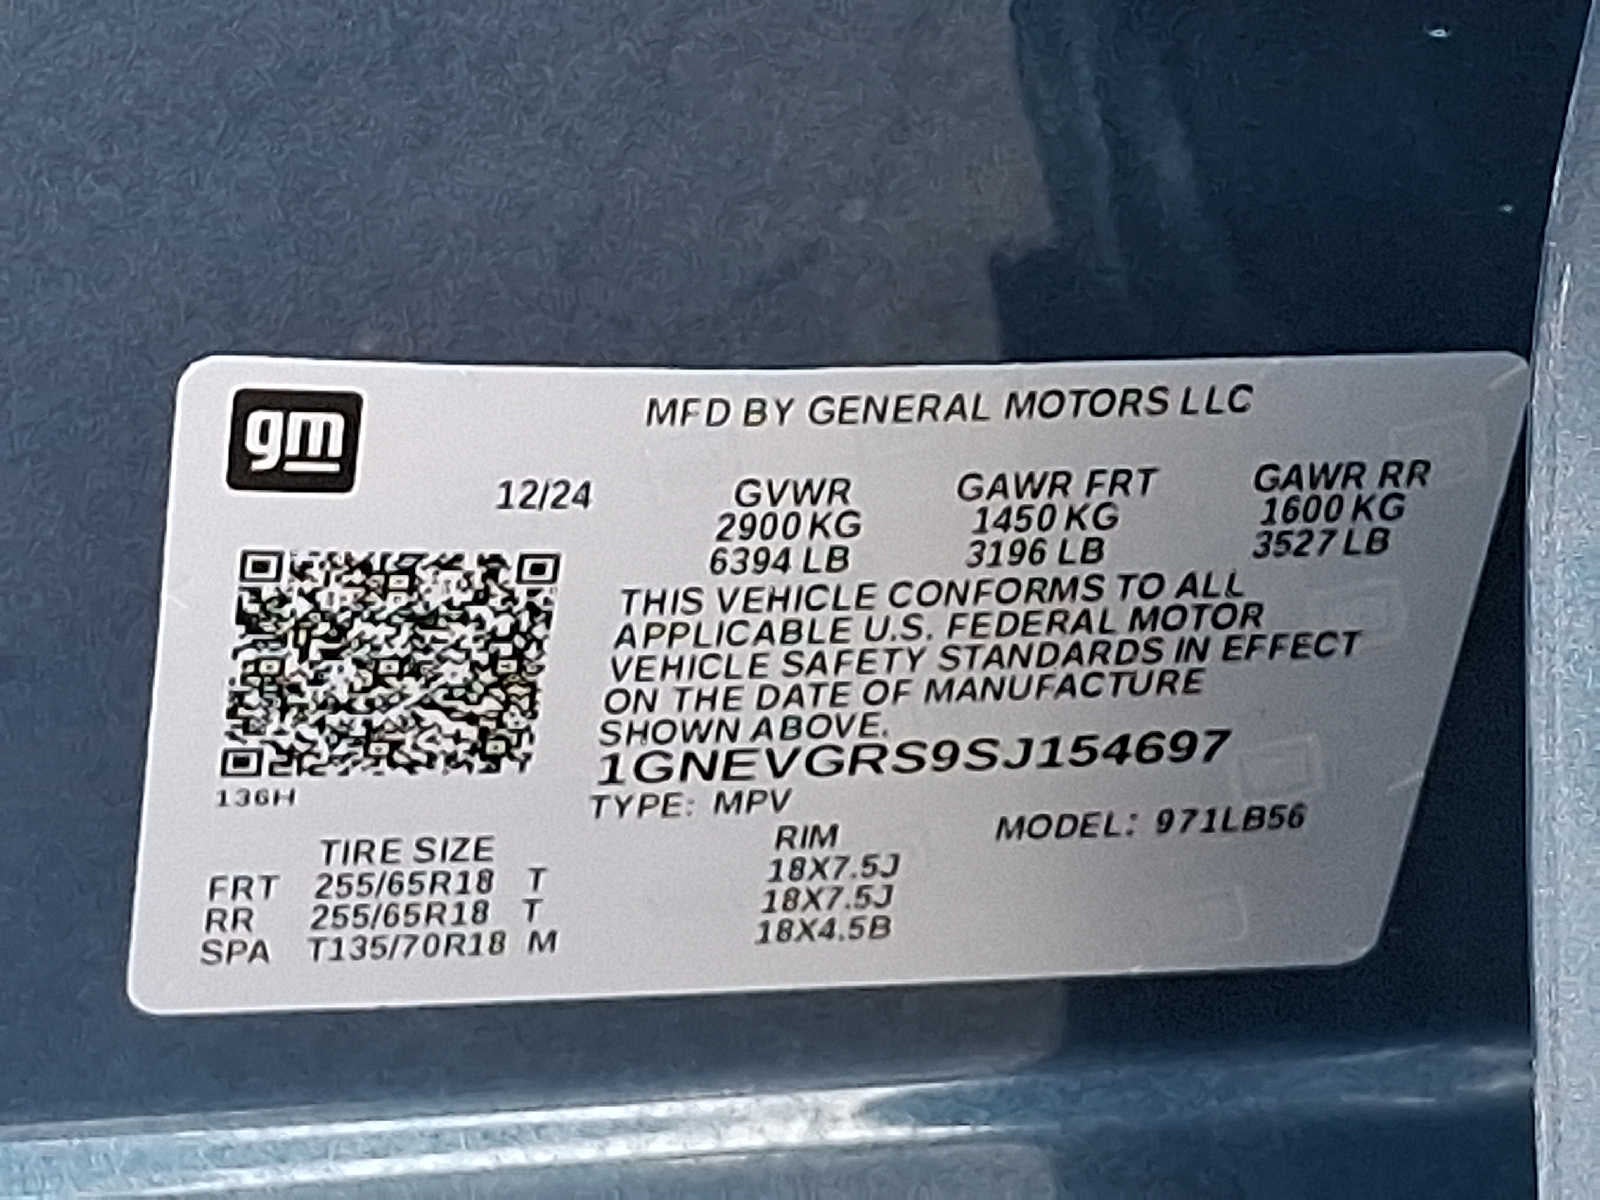 gm
MFD BY GENERAL MOTORS LLC
12/24 GVWR GAWR FRT GAWR RR
2900 KG 1450 KG 1600 KG
6394 LB 3196 LB 3527 LB
THIS VEHICLE CONFORMS TO ALL
APPLICABLE U.S. FEDERAL MOTOR
VEHICLE SAFETY STANDARDS IN EFFECT
ON THE DATE OF MANUFACTURE
SHOWN ABOVE.
1GNEVGRS9SJ154697
136H
TYPE: MPV MODEL: 971LB56
TIRE SIZE RIM
FRT 255/65R18 T 18X7.5J
RR 255/65R18 T 18X7.5J
SPA T135/70R18 M 18X4.5B